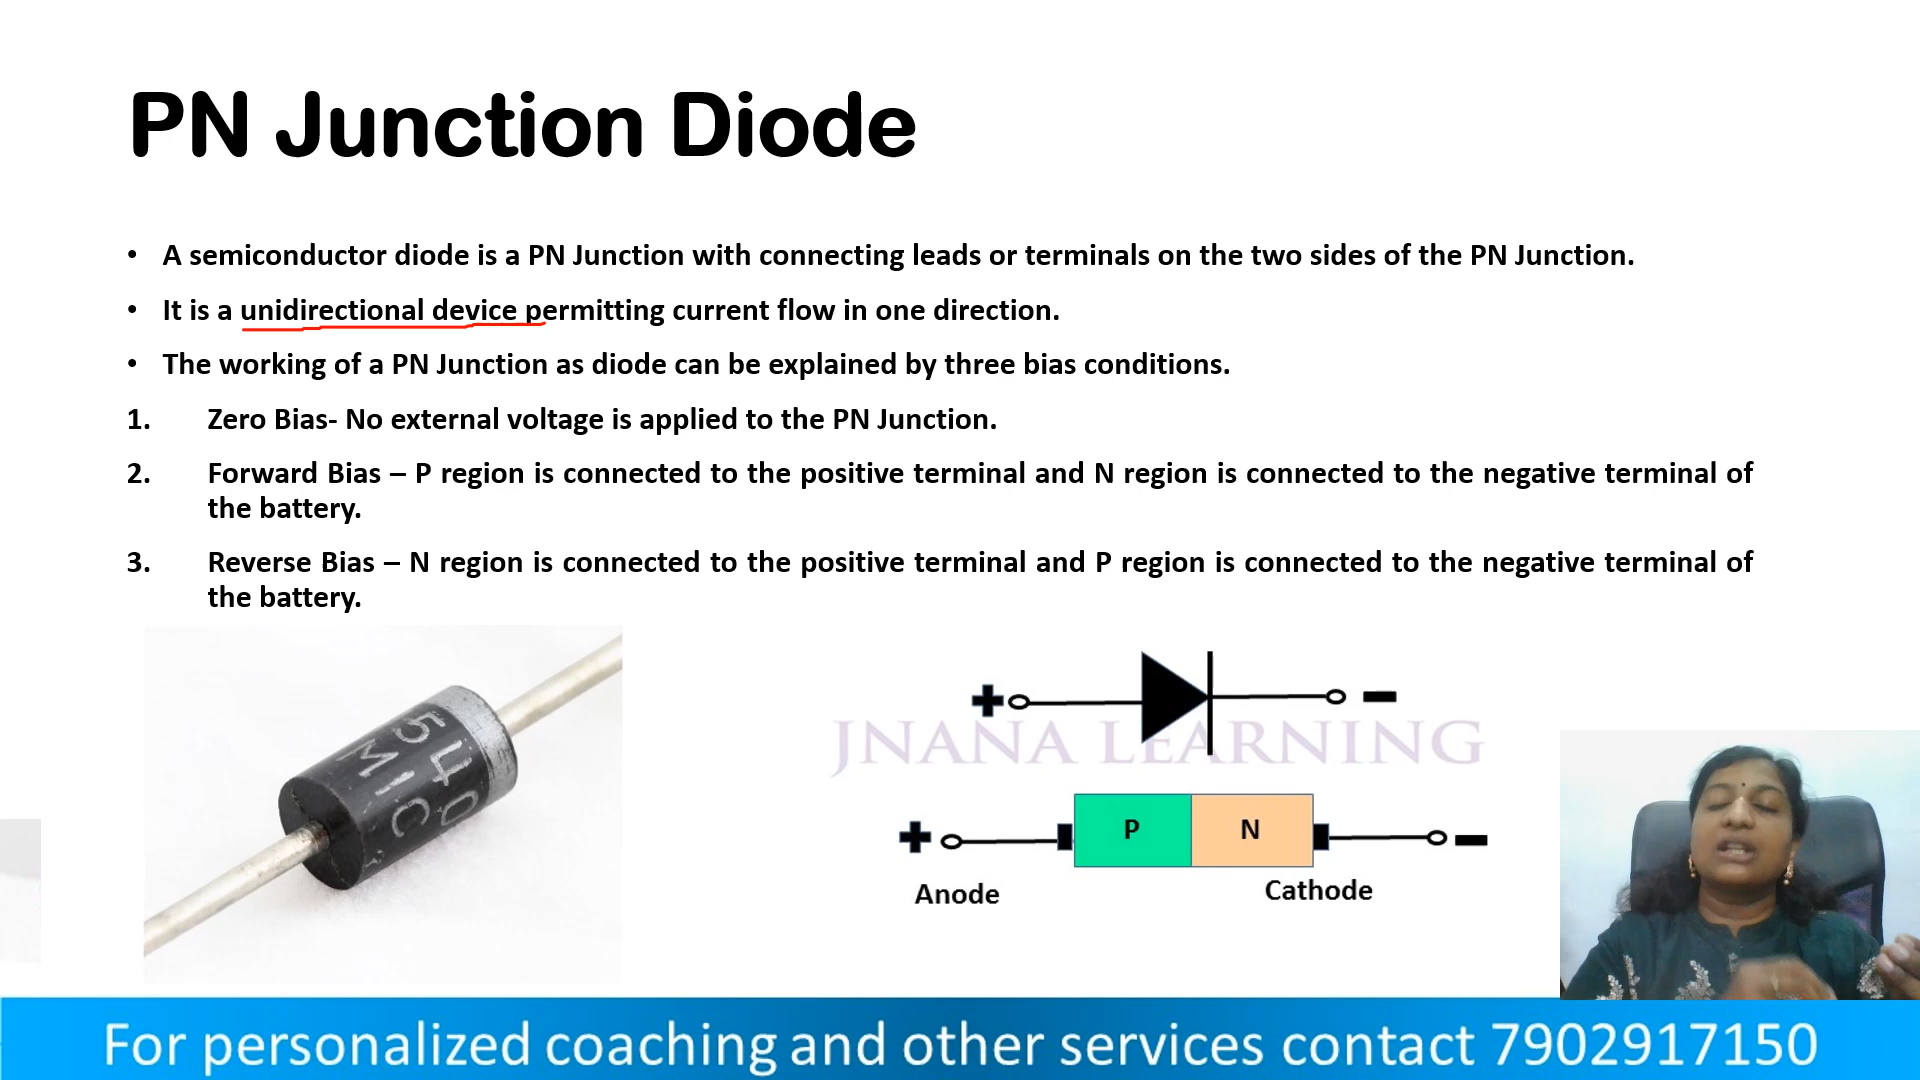 PN Junction Diode
• A semiconductor diode is a PN Junction with connecting leads or terminals on the two sides of the PN Junction.
• It is a unidirectional device permitting current flow in one direction.
• The working of a PN Junction as diode can be explained by three bias conditions.
1. Zero Bias- No external voltage is applied to the PN Junction.
2. Forward Bias – P region is connected to the positive terminal and N region is connected to the negative terminal of
the battery.
3. Reverse Bias – N region is connected to the positive terminal and P region is connected to the negative terminal of
the battery.
540
MIC
+ −
JNANA LEARNING
+ P N −
Anode Cathode
For personalized coaching and other services contact 7902917150